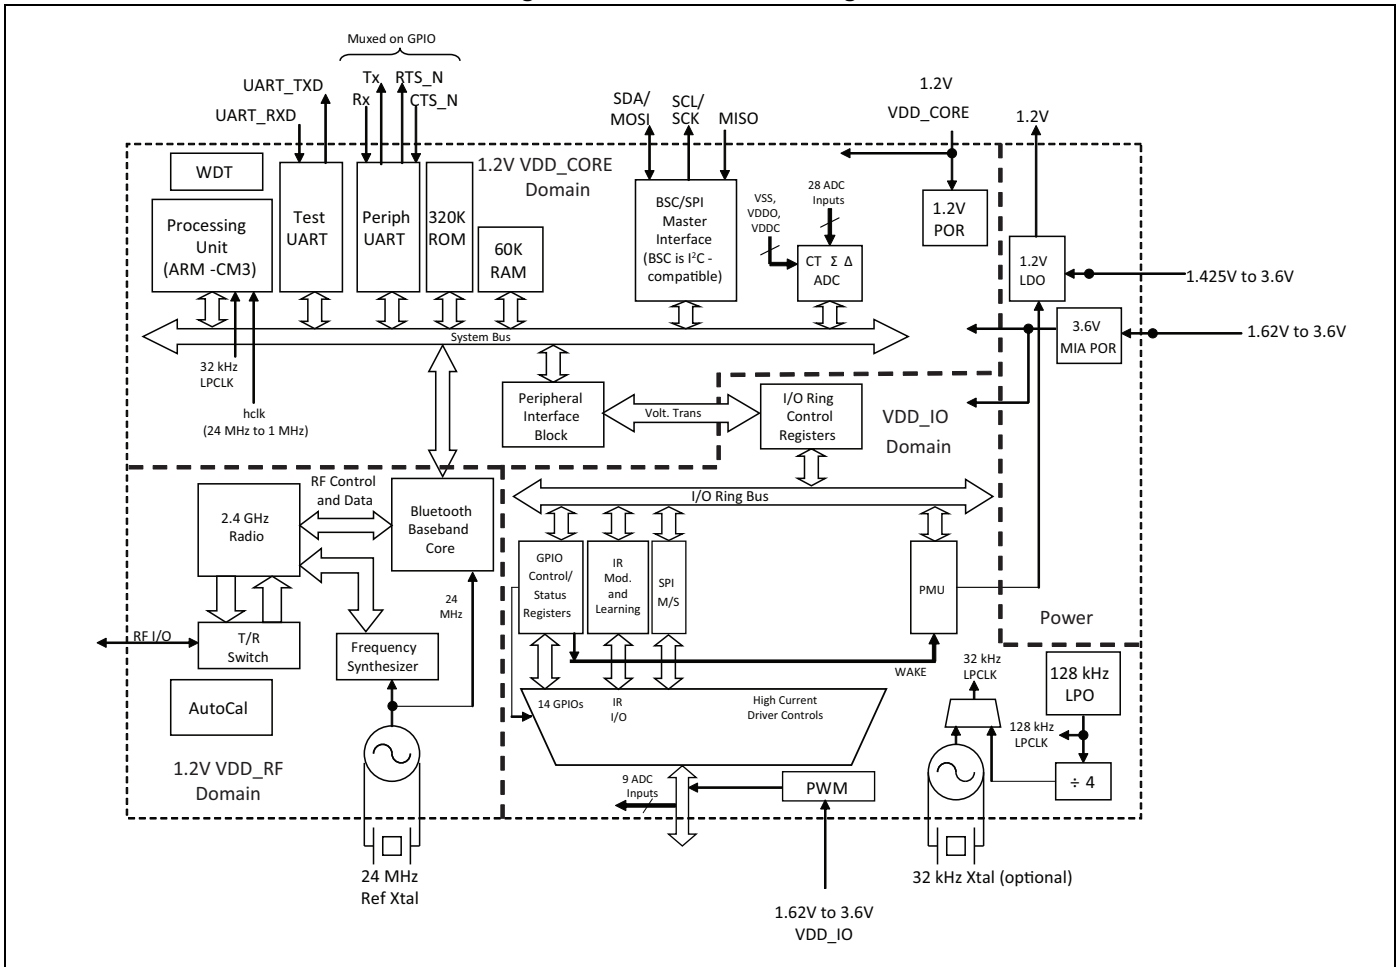 Muxed on GPIO
UART_TXD
Tx
RTS_N
Rx
CTS_N
UART_RXD
SDA/
MOSI
SCL/
SCK
MISO
1.2V
VDD_CORE
1.2V
WDT
1.2V VDD_CORE
Domain
Processing
Unit
(ARM -CM3)
Test
UART
Periph
UART
320K
ROM
60K
RAM
BSC/SPI
Master
Interface
(BSC is I²C -
compatible)
VSS,
VDDO,
VDDC
28 ADC
Inputs
CT Σ Δ
ADC
1.2V
POR
1.2V
LDO
1.425V to 3.6V
3.6V
MIA POR
1.62V to 3.6V
System Bus
32 kHz
LPCLK
hclk
(24 MHz to 1 MHz)
Peripheral
Interface
Block
Volt. Trans
I/O Ring
Control
Registers
VDD_IO
Domain
RF Control
and Data
2.4 GHz
Radio
Bluetooth
Baseband
Core
I/O Ring Bus
GPIO
Control/
Status
Registers
IR
Mod.
and
Learning
SPI
M/S
PMU
24
MHz
Power
RF I/O
T/R
Switch
Frequency
Synthesizer
WAKE
32 kHz
LPCLK
128 kHz
LPO
AutoCal
14 GPIOs
IR
I/O
High Current
Driver Controls
128 kHz
LPCLK
1.2V VDD_RF
Domain
9 ADC
Inputs
PWM
÷ 4
24 MHz
Ref Xtal
32 kHz Xtal (optional)
1.62V to 3.6V
VDD_IO